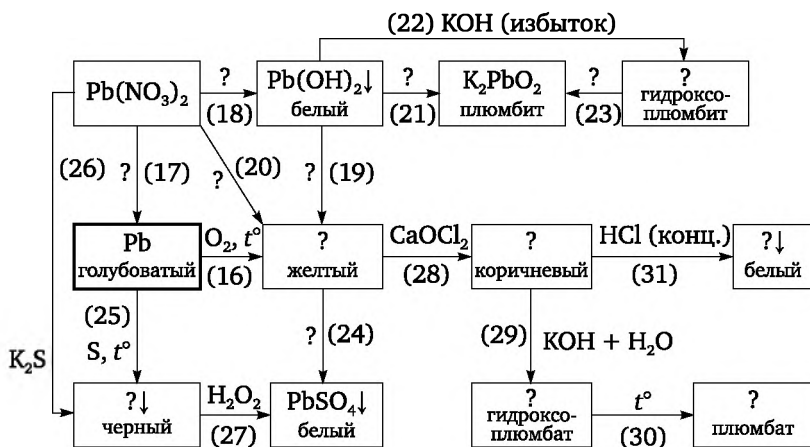 (22) KOH (избыток)
Pb(NO₃)₂
?
(18)
Pb(OH)₂↓
белый
?
(21)
K₂PbO₂
плюмбит
?
(23)
?
гидроксо-
плюмбит
(26)
? (17)
(20)
?
? (19)
Pb
голубоватый
O₂, t°
(16)
?
желтый
CaOCl₂
(28)
?
коричневый
HCl (конц.)
(31)
?↓
белый
(25)
S, t°
? (24)
(29)
KOH + H₂O
K₂S
?↓
черный
H₂O₂
(27)
PbSO₄↓
белый
?
гидроксо-
плюмбат
t°
(30)
?
плюмбат